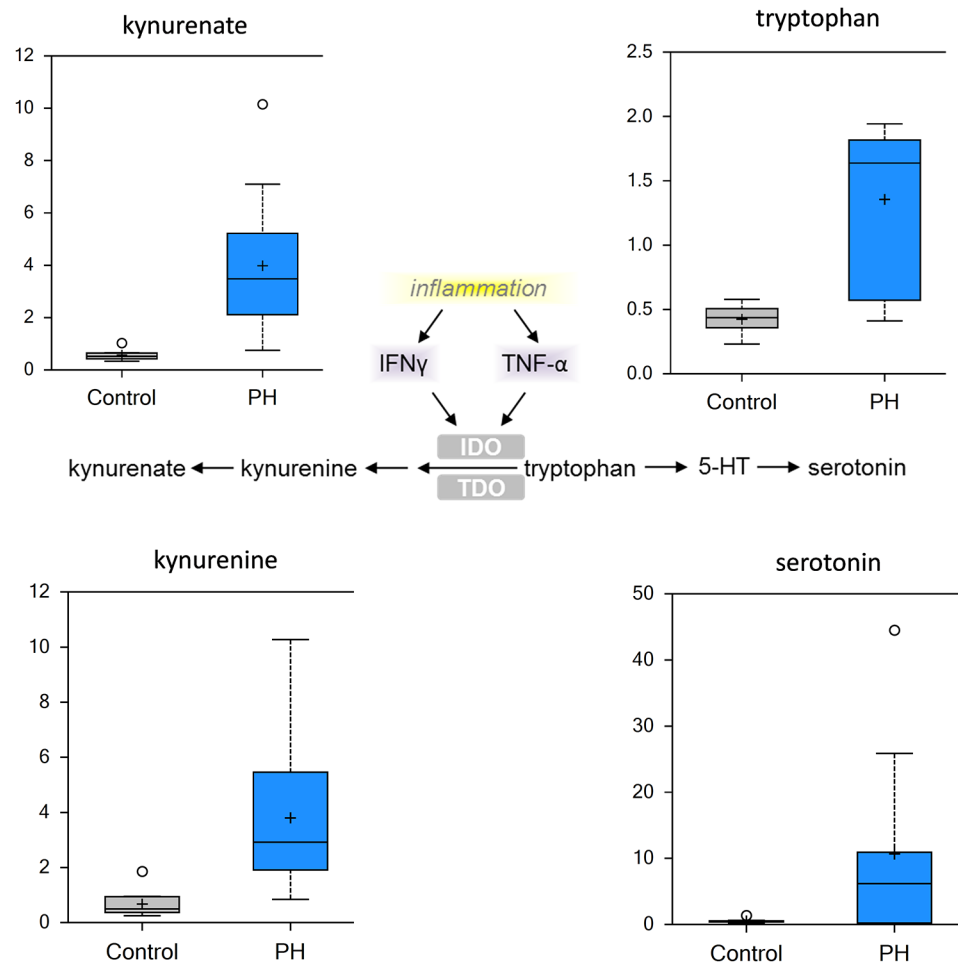 kynurenate
12
10
8
6
4
2
0
Control PH
tryptophan
2.5
2.0
1.5
1.0
0.5
0.0
Control PH
inflammation
IFNγ TNF-α
IDO
kynurenate kynurenine tryptophan 5-HT serotonin
TDO
kynurenine
12
10
8
6
4
2
0
Control PH
serotonin
50
40
30
20
10
0
Control PH